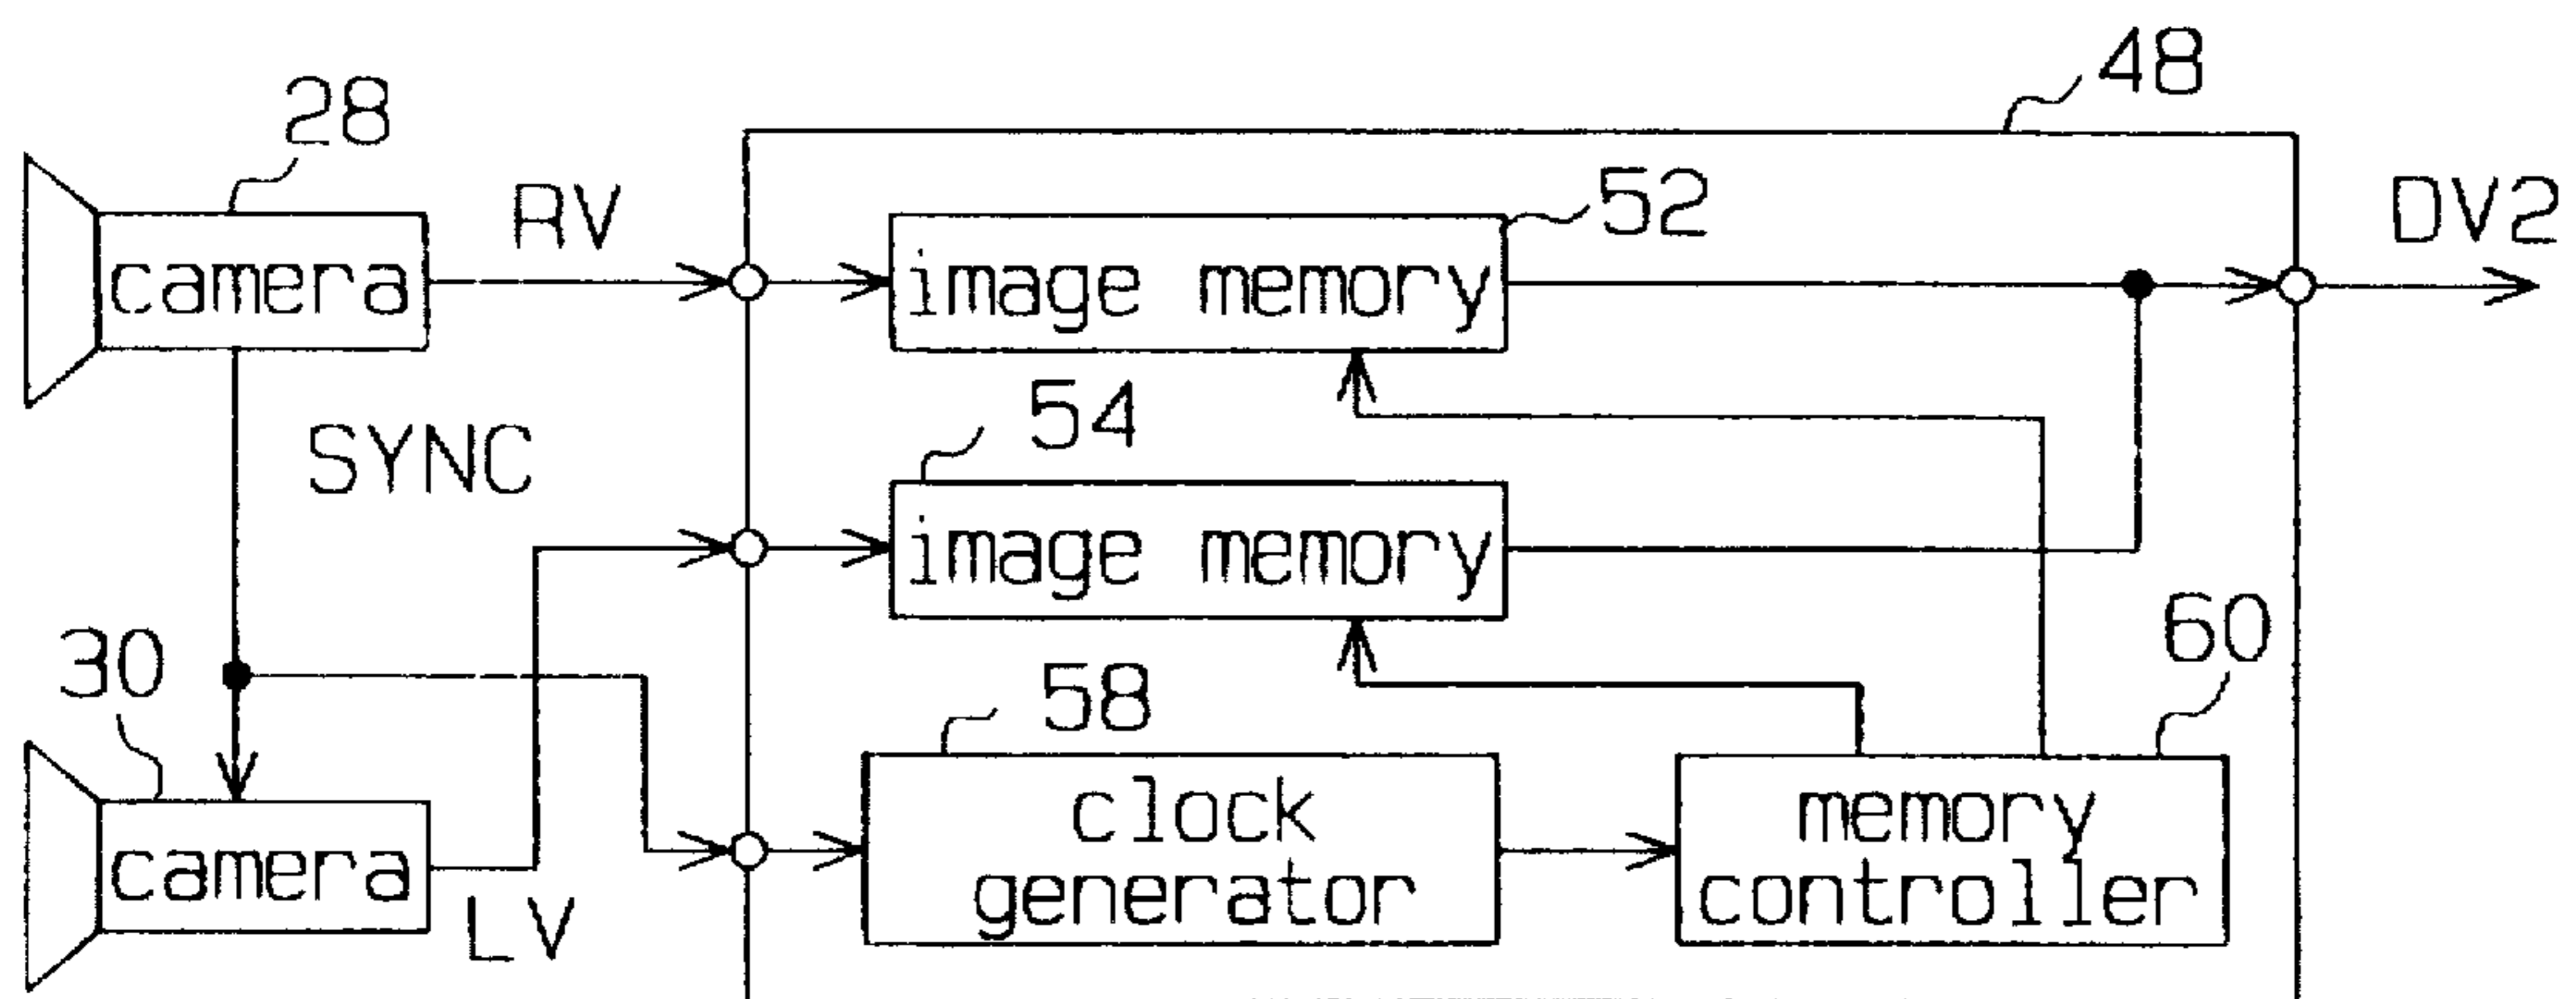 48
28
RV
52
DV2
camera
image memory
54
SYNC
image memory
30
58
60
clock
generator
memory
controller
camera
LV